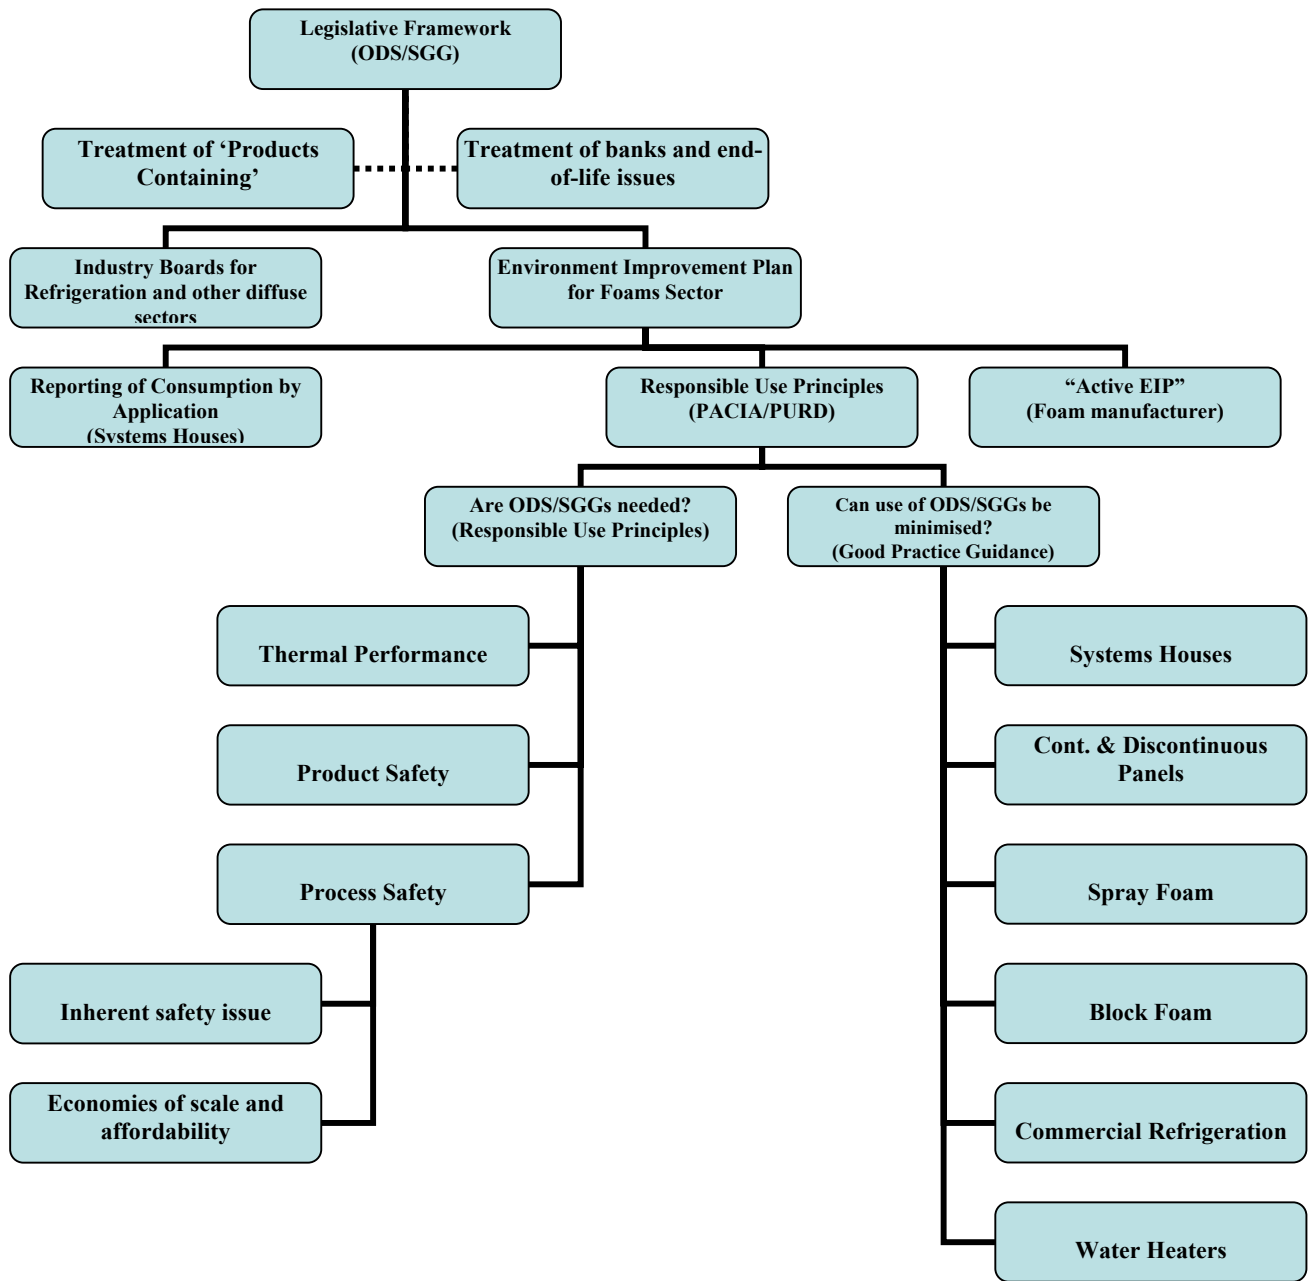 Legislative Framework
(ODS/SGG)
Treatment of ‘Products
Containing’
Treatment of banks and end-
of-life issues
Industry Boards for
Refrigeration and other diffuse
sectors
Environment Improvement Plan
for Foams Sector
Reporting of Consumption by
Application
(Systems Houses)
Responsible Use Principles
(PACIA/PURD)
“Active EIP”
(Foam manufacturer)
Are ODS/SGGs needed?
(Responsible Use Principles)
Can use of ODS/SGGs be
minimised?
(Good Practice Guidance)
Thermal Performance
Systems Houses
Product Safety
Cont. & Discontinuous
Panels
Process Safety
Spray Foam
Inherent safety issue
Block Foam
Economies of scale and
affordability
Commercial Refrigeration
Water Heaters